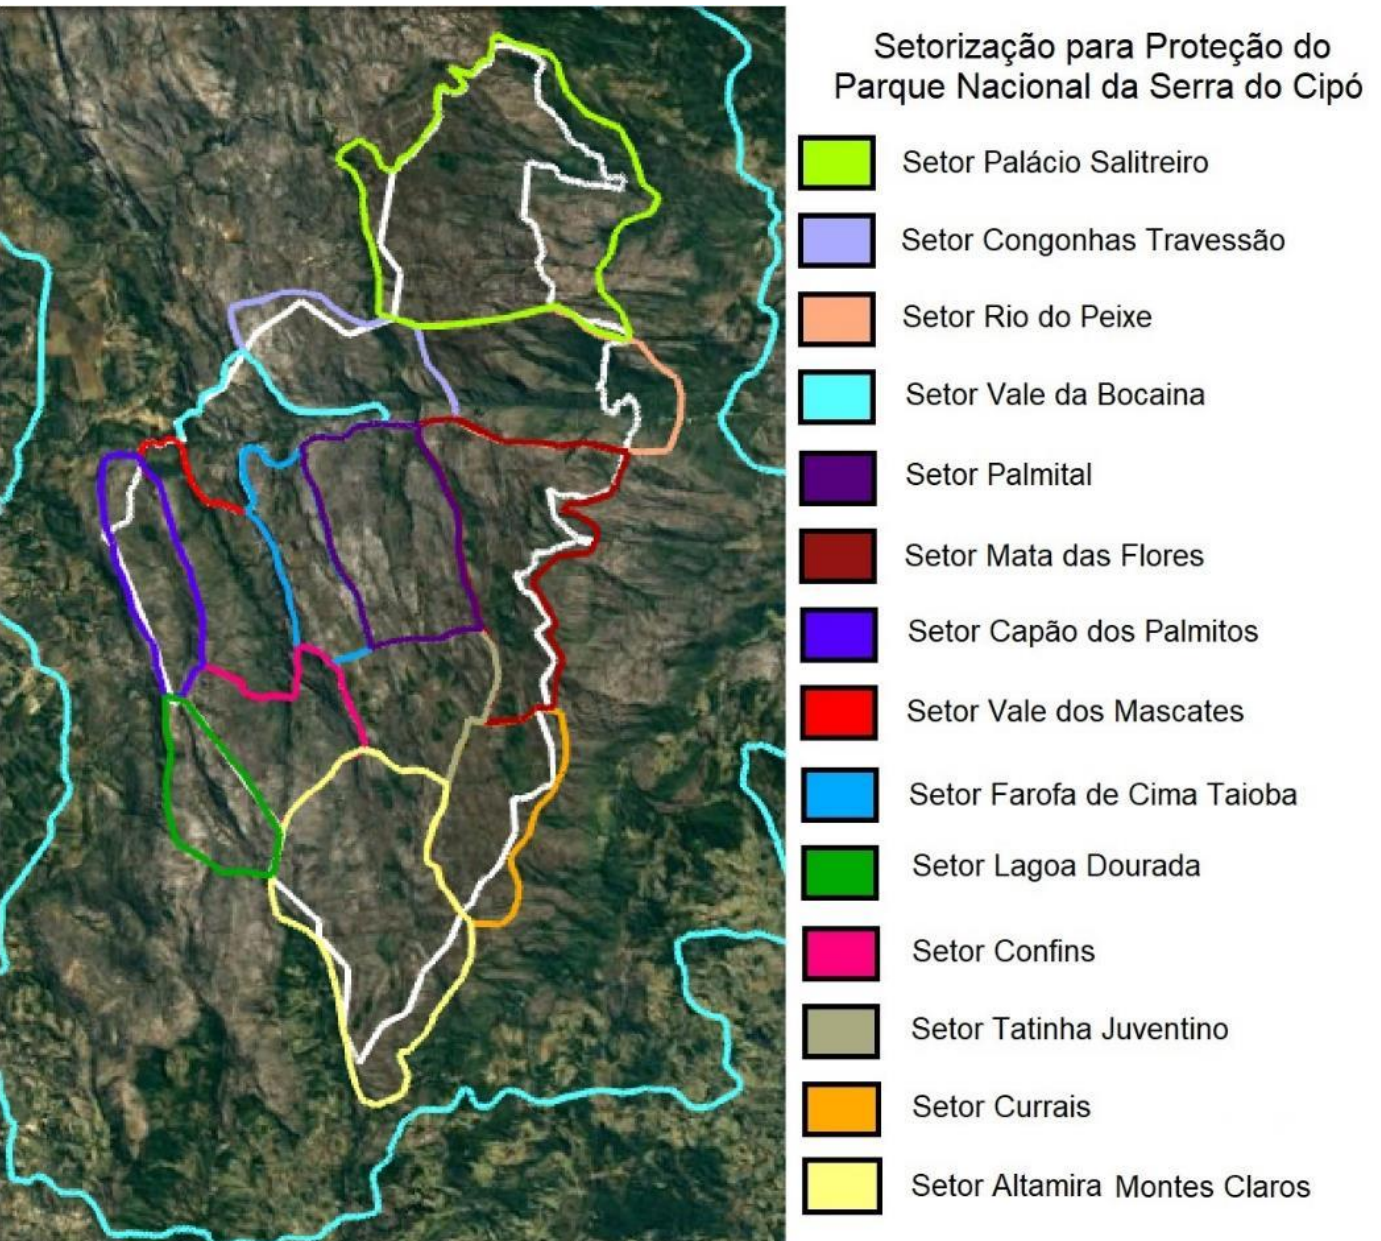 Setorização para Proteção do
Parque Nacional da Serra do Cipó
Setor Palácio Salitreiro
Setor Congonhas Travessão
Setor Rio do Peixe
Setor Vale da Bocaina
Setor Palmital
Setor Mata das Flores
Setor Capão dos Palmitos
Setor Vale dos Mascates
Setor Farofa de Cima Taioba
Setor Lagoa Dourada
Setor Confins
Setor Tatinha Juventino
Setor Currais
Setor Altamira Montes Claros